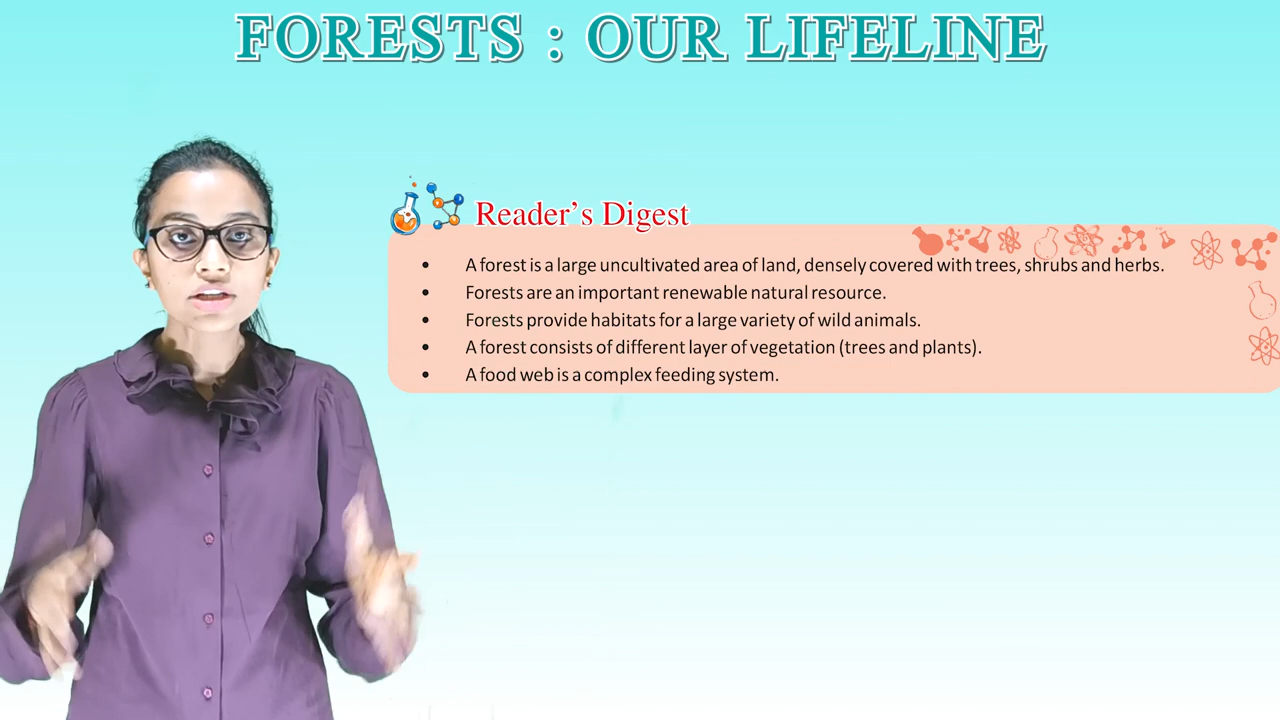 FORESTS : OUR LIFELINE
Reader's Digest
• A forest is a large uncultivated area of land, densely covered with trees, shrubs and herbs.
• Forests are an important renewable natural resource.
• Forests provide habitats for a large variety of wild animals.
• A forest consists of different layer of vegetation (trees and plants).
• A food web is a complex feeding system.